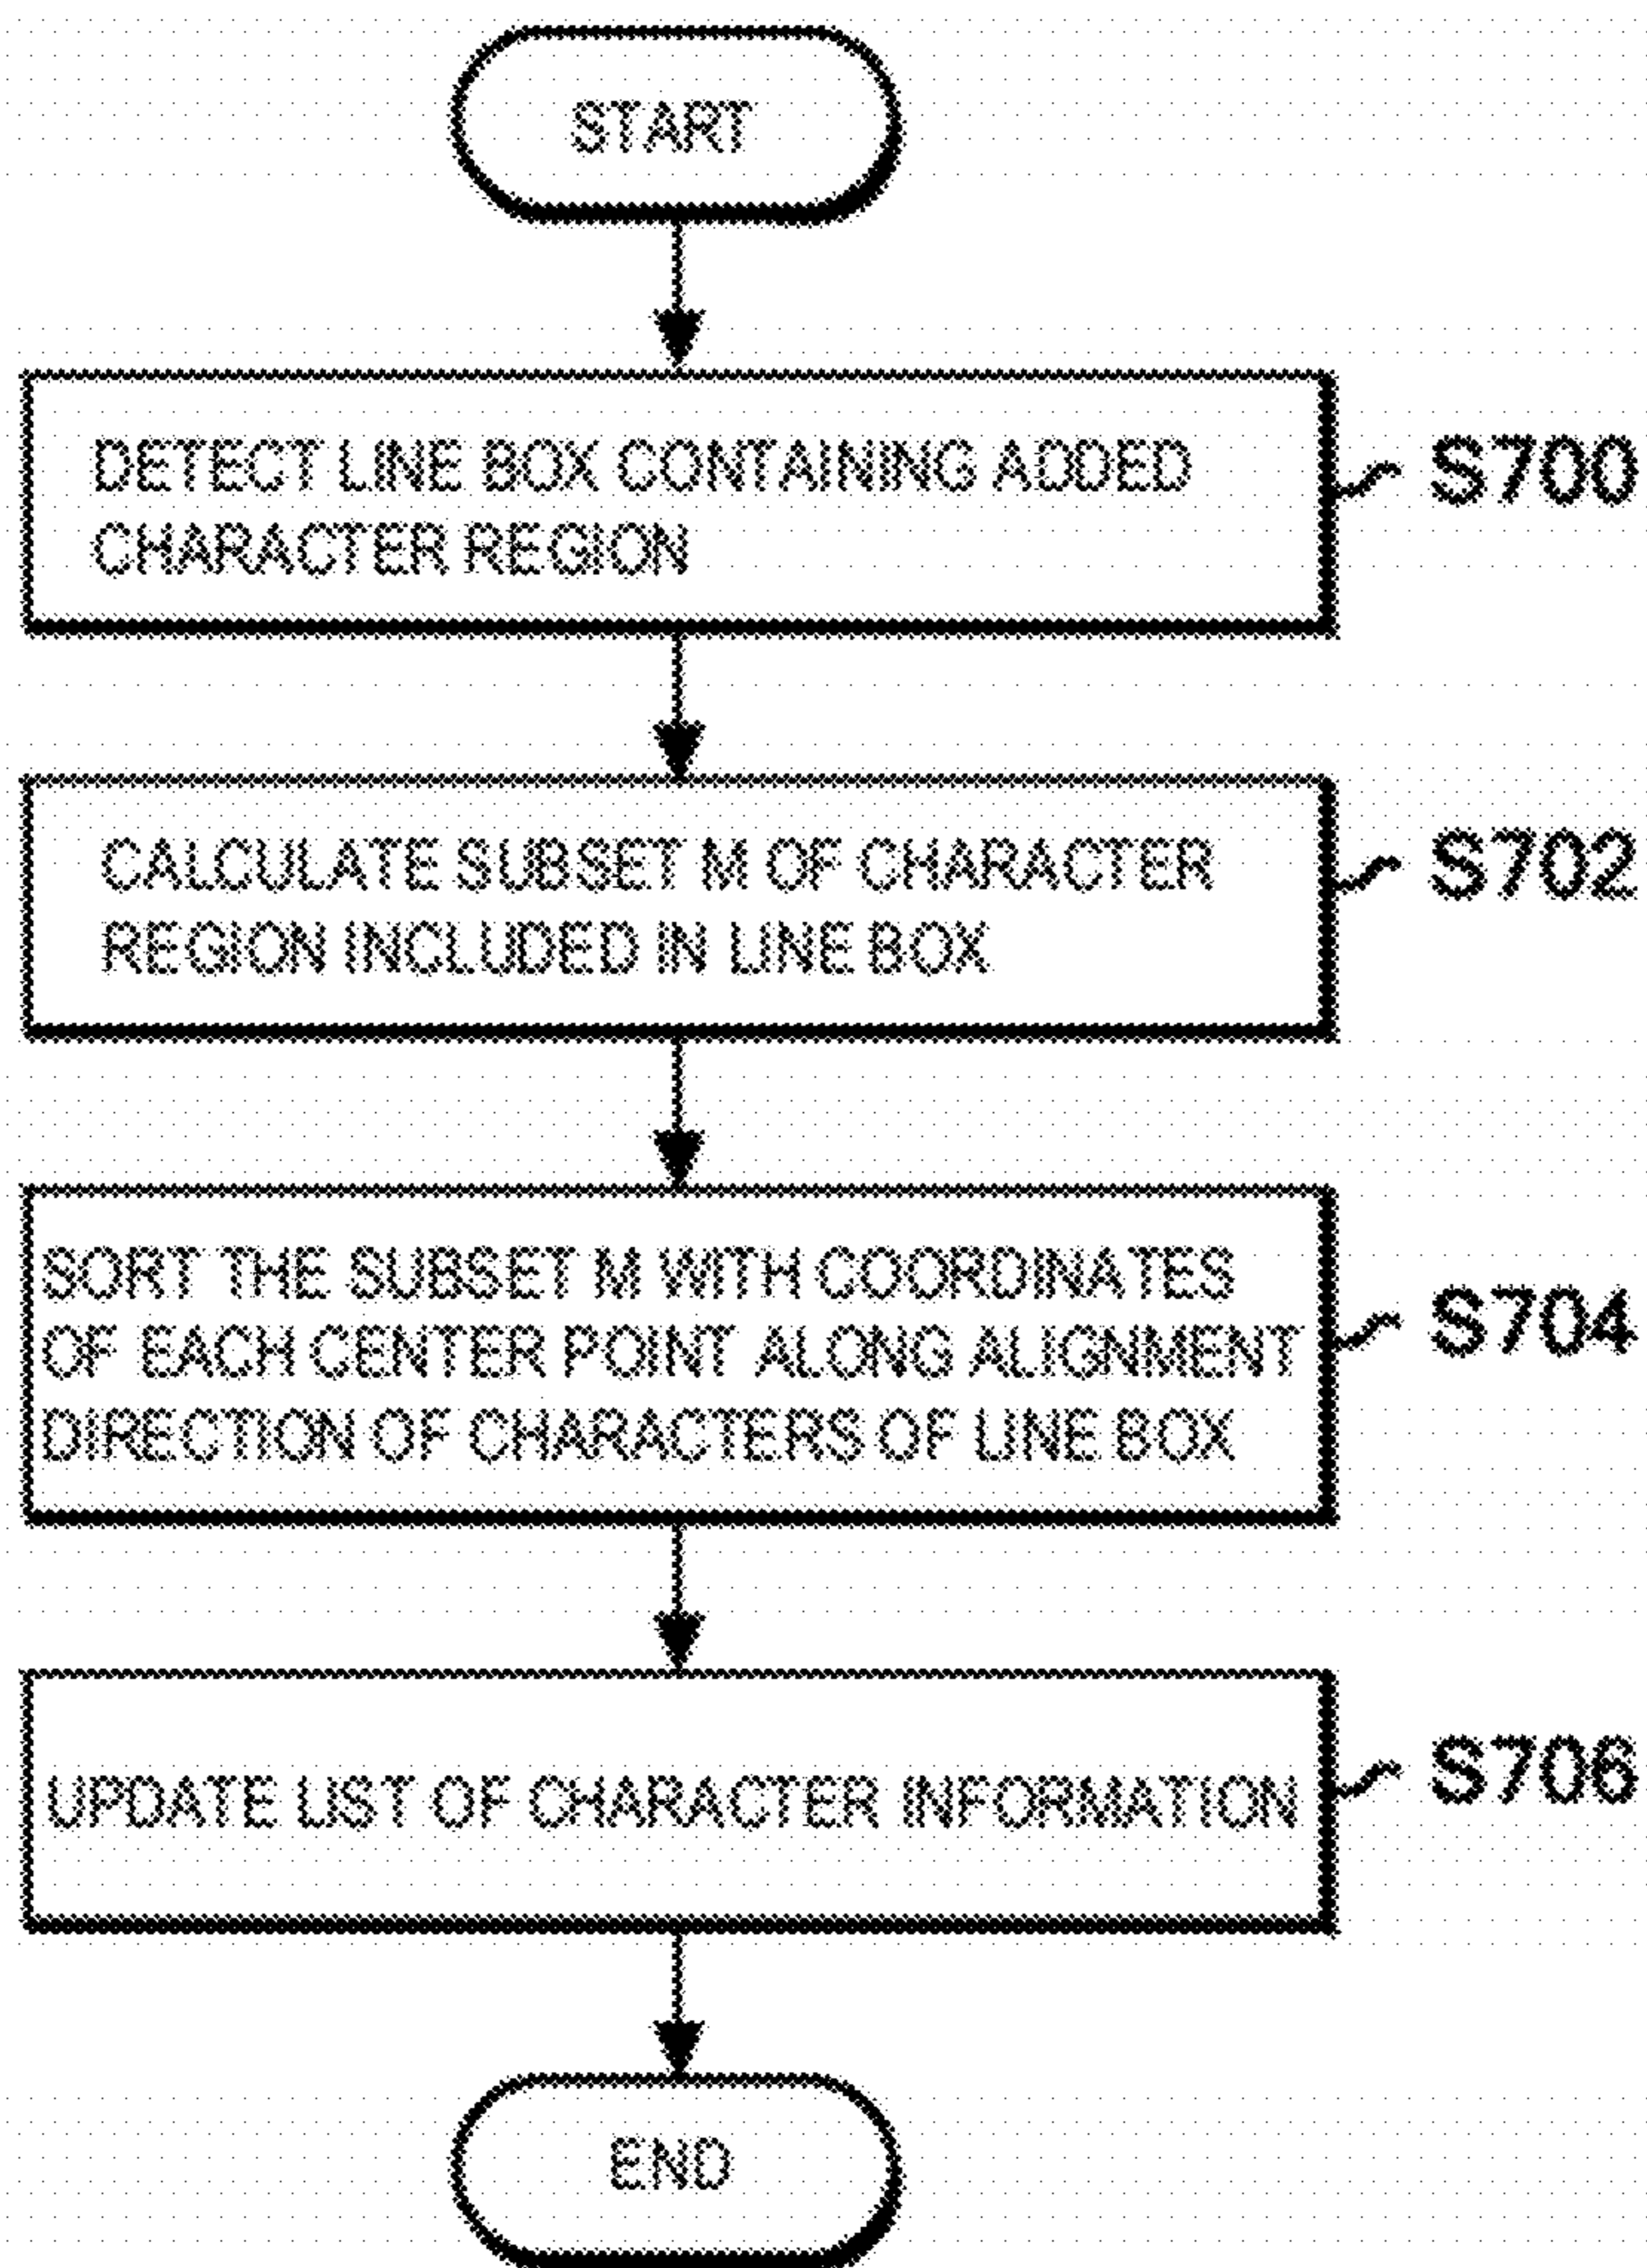 START
DETECT LINE BOX CONTAINING ADDED
CHARACTER REGION
S700
CALCULATE SUBSET M OF CHARACTER
REGION INCLUDED IN LINE BOX
S702
SORT THE SUBSET M WITH COORDINATES
OF EACH CENTER POINT ALONG ALIGNMENT
DIRECTION OF CHARACTERS OF LINE BOX
S704
UPDATE LIST OF CHARACTER INFORMATION
S706
END